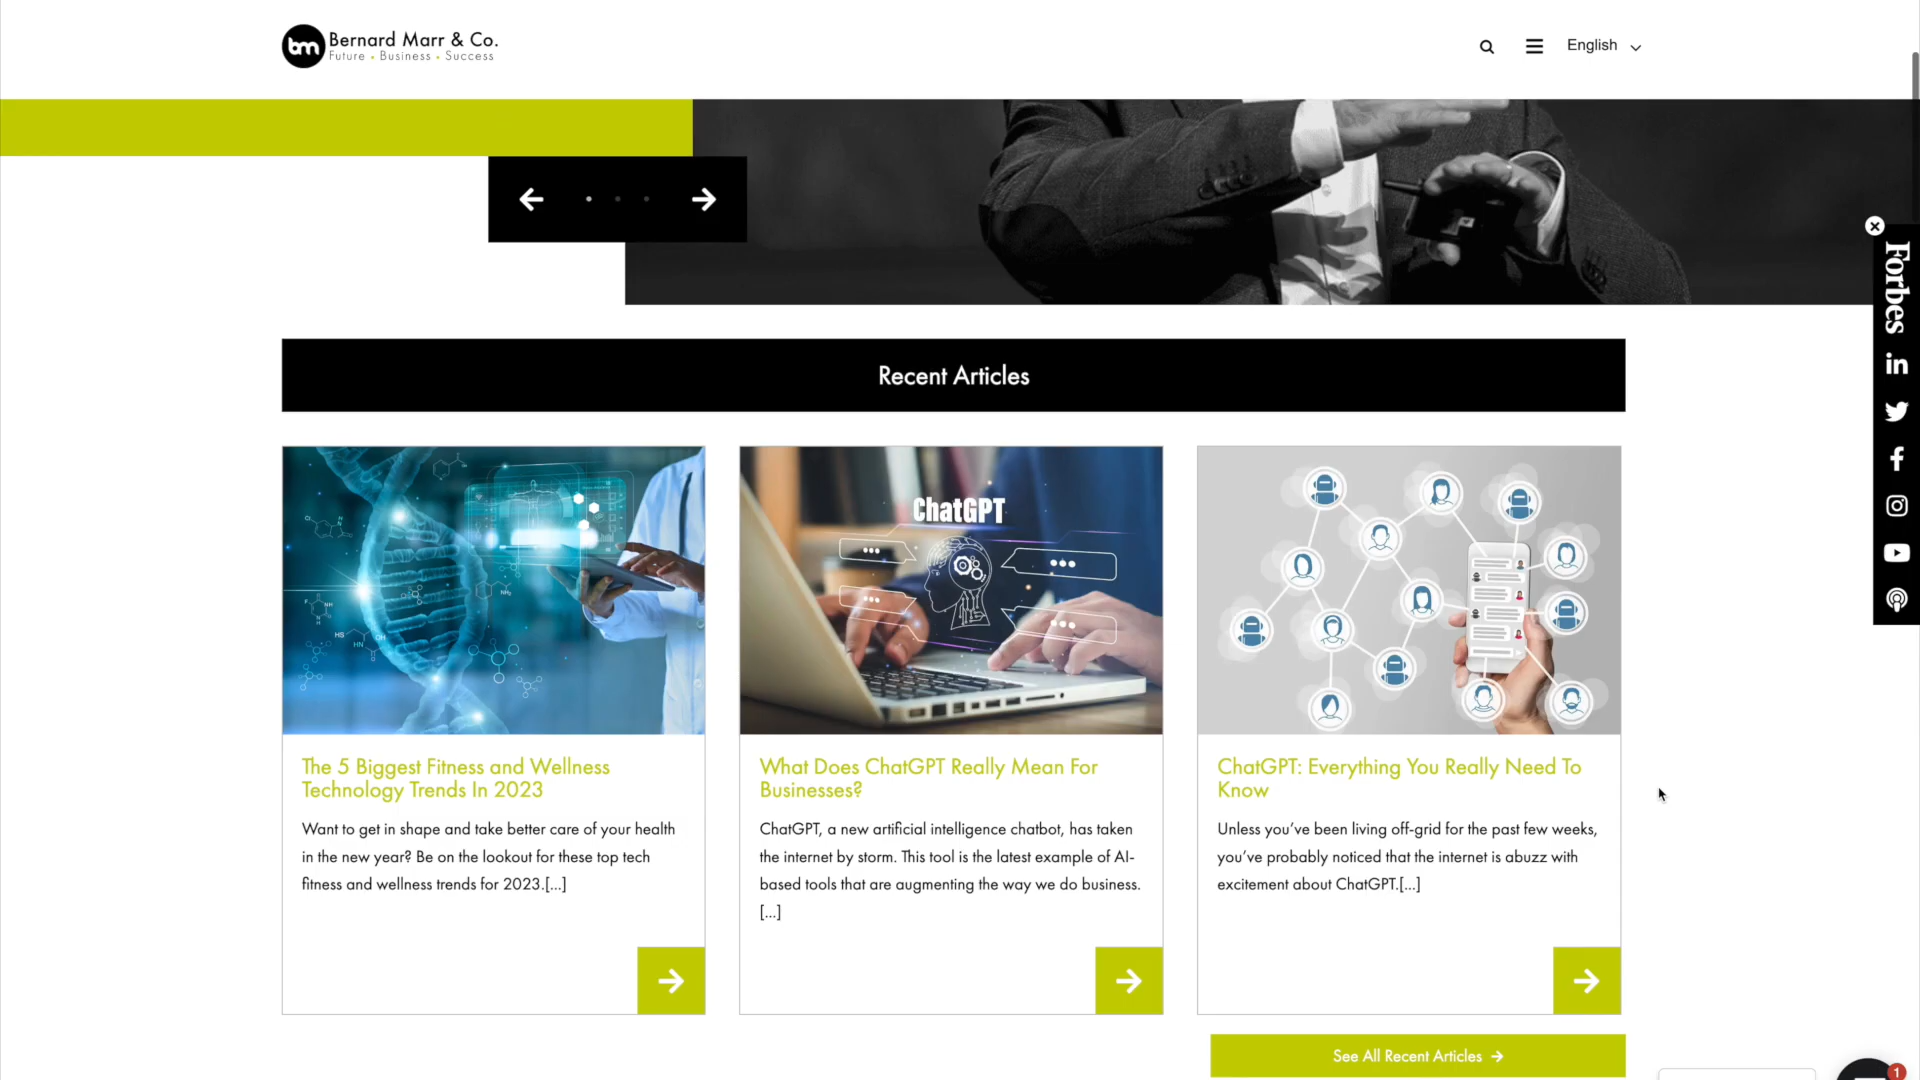 bm
Bernard Marr & Co.
Future • Business • Success
English
Forbes
Recent Articles
ChatGPT
The 5 Biggest Fitness and Wellness
Technology Trends In 2023
Want to get in shape and take better care of your health
in the new year? Be on the lookout for these top tech
fitness and wellness trends for 2023.[...]
What Does ChatGPT Really Mean For
Businesses?
ChatGPT, a new artificial intelligence chatbot, has taken
the internet by storm. This tool is the latest example of AI-
based tools that are augmenting the way we do business.
[...]
ChatGPT: Everything You Really Need To
Know
Unless you’ve been living off-grid for the past few weeks,
you’ve probably noticed that the internet is abuzz with
excitement about ChatGPT.[...]
See All Recent Articles →
1